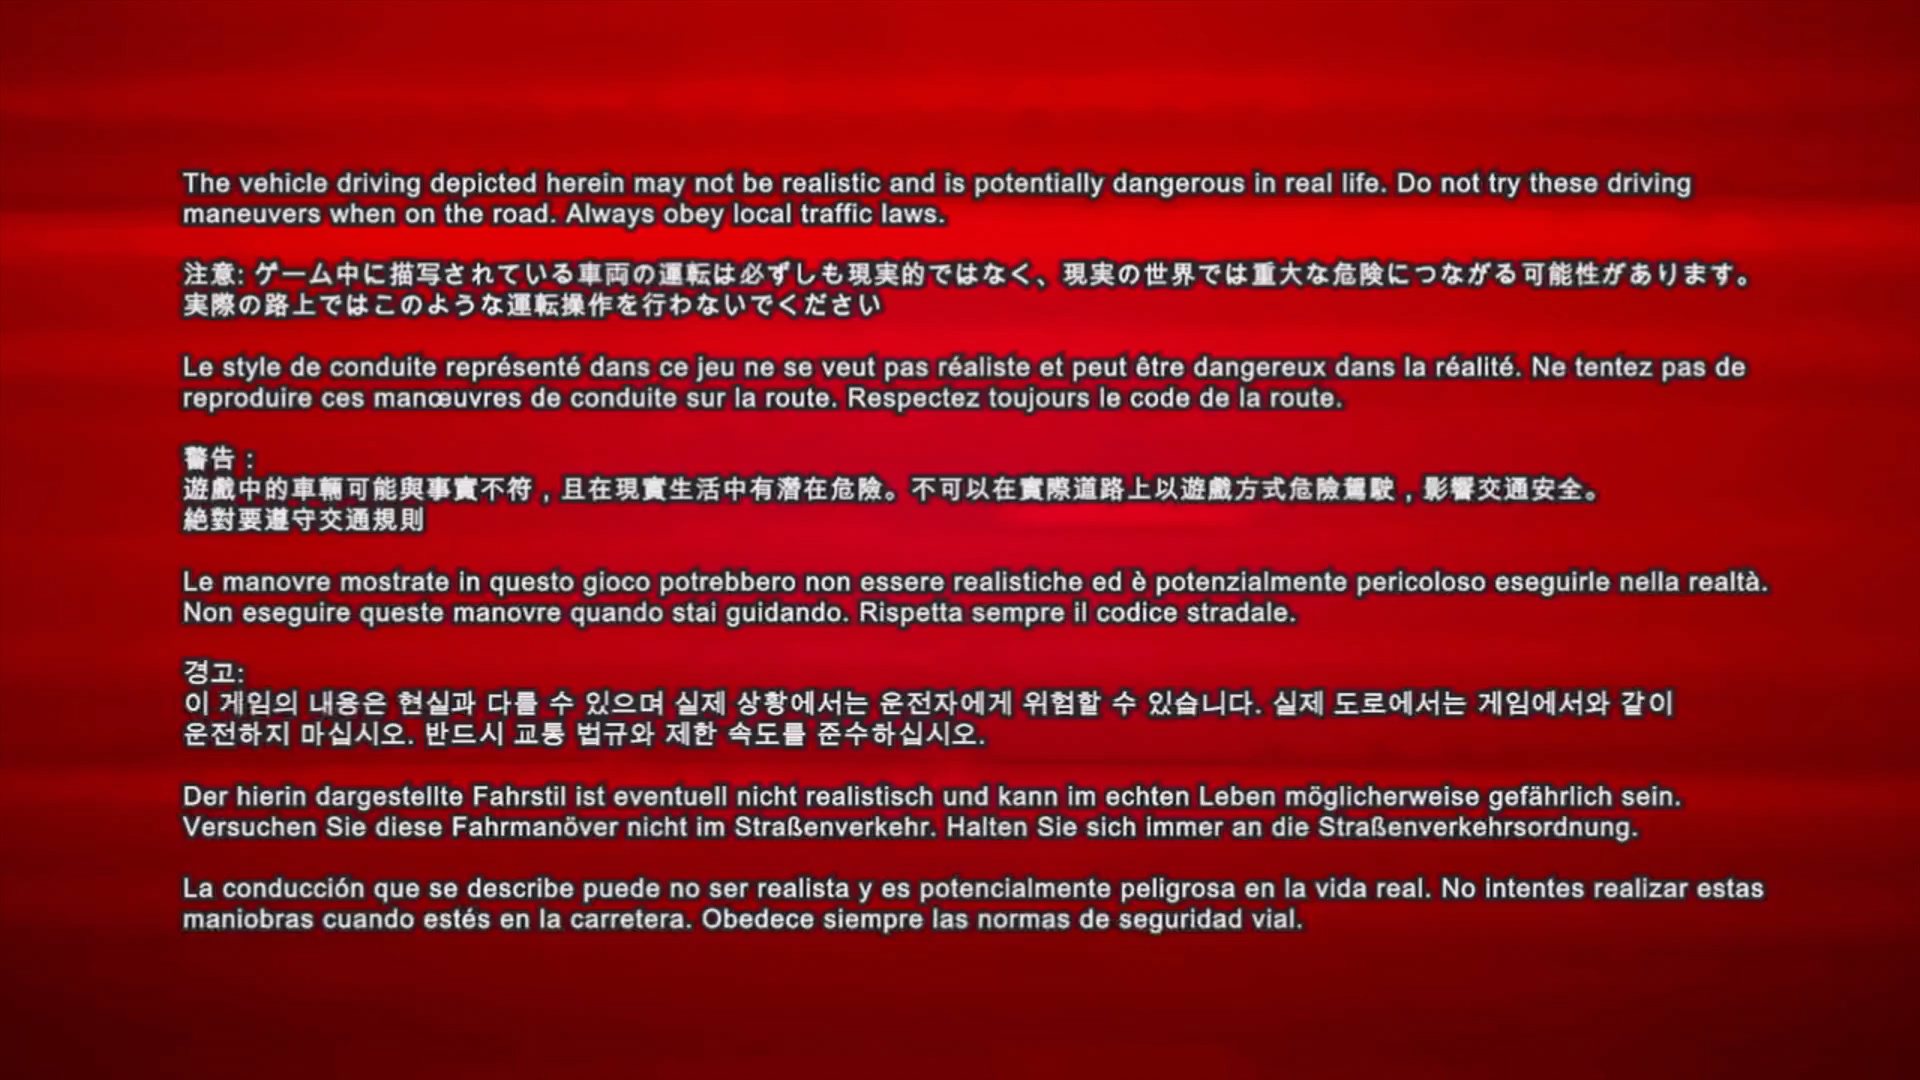 The vehicle driving depicted herein may not be realistic and is potentially dangerous in real life. Do not try these driving
maneuvers when on the road. Always obey local traffic laws.
注意: ゲーム中に描写されている車両の運転は必ずしも現実的ではなく、現実の世界では重大な危険につながる可能性があります。
実際の路上ではこのような運転操作を行わないでください
Le style de conduite représenté dans ce jeu ne se veut pas réaliste et peut être dangereux dans la réalité. Ne tentez pas de
reproduire ces manœuvres de conduite sur la route. Respectez toujours le code de la route.
警告：
遊戲中的車輛可能與事實不符，且在現實生活中有潛在危險。不可以在實際道路上以遊戲方式危險駕駛，影響交通安全。
絕對要遵守交通規則
Le manovre mostrate in questo gioco potrebbero non essere realistiche ed è potenzialmente pericoloso eseguirle nella realtà.
Non eseguire queste manovre quando stai guidando. Rispetta sempre il codice stradale.
경고:
이 게임의 내용은 현실과 다를 수 있으며 실제 상황에서는 운전자에게 위험할 수 있습니다. 실제 도로에서는 게임에서와 같이
운전하지 마십시오. 반드시 교통 법규와 제한 속도를 준수하십시오.
Der hierin dargestellte Fahrstil ist eventuell nicht realistisch und kann im echten Leben möglicherweise gefährlich sein.
Versuchen Sie diese Fahrmanöver nicht im Straßenverkehr. Halten Sie sich immer an die Straßenverkehrsordnung.
La conducción que se describe puede no ser realista y es potencialmente peligrosa en la vida real. No intentes realizar estas
maniobras cuando estés en la carretera. Obedece siempre las normas de seguridad vial.